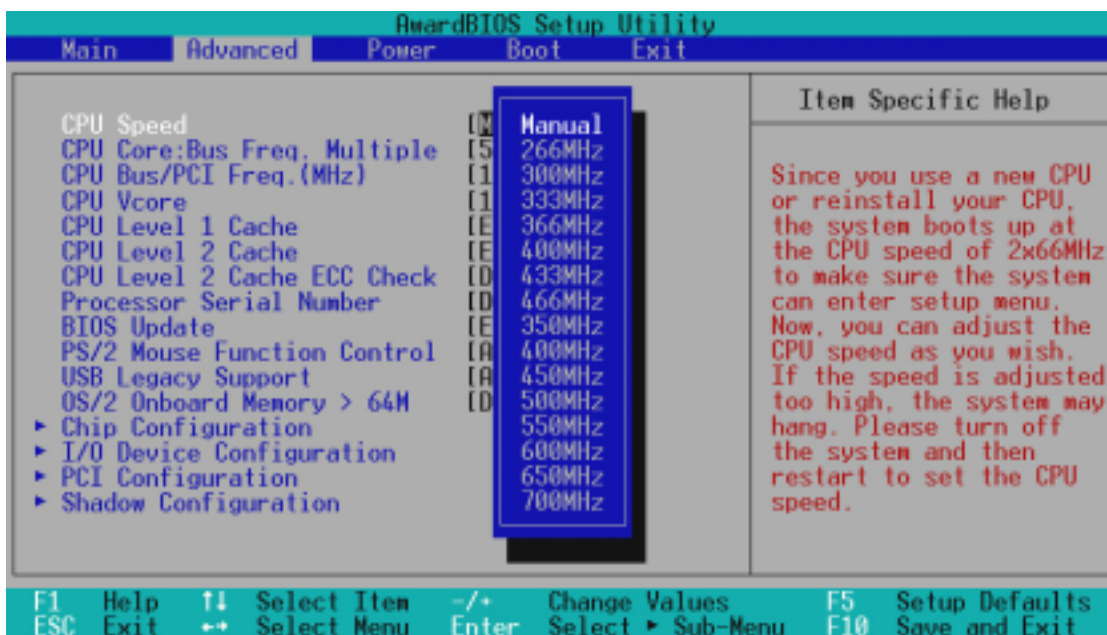 AwardBIOS Setup Utility
Main Advanced Power Boot Exit
CPU Speed [M
CPU Core:Bus Freq. Multiple [5
CPU Bus/PCI Freq.(MHz) [1
CPU Vcore [1
CPU Level 1 Cache [E
CPU Level 2 Cache [E
CPU Level 2 Cache ECC Check [D
Processor Serial Number [D
BIOS Update [E
PS/2 Mouse Function Control [A
USB Legacy Support [A
OS/2 Onboard Memory > 64M [D
► Chip Configuration
► I/O Device Configuration
► PCI Configuration
► Shadow Configuration
Manual
266MHz
300MHz
333MHz
366MHz
400MHz
433MHz
466MHz
350MHz
400MHz
450MHz
500MHz
550MHz
600MHz
650MHz
700MHz
Item Specific Help
Since you use a new CPU
or reinstall your CPU,
the system boots up at
the CPU speed of 2x66MHz
to make sure the system
can enter setup menu.
Now, you can adjust the
CPU speed as you wish.
If the speed is adjusted
too high, the system may
hang. Please turn off
the system and then
restart to set the CPU
speed.
F1 Help ↑↓ Select Item -/+ Change Values F5 Setup Defaults
ESC Exit ←→ Select Menu Enter Select ► Sub-Menu F10 Save and Exit